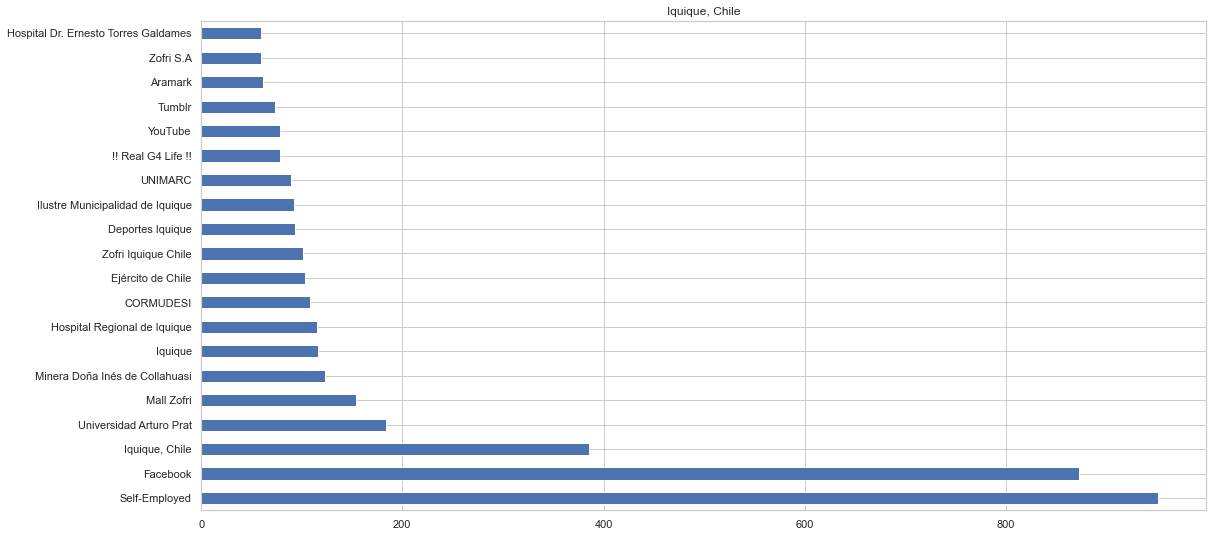 Iquique, Chile
Hospital Dr. Ernesto Torres Galdames
Zofri S.A
Aramark
Tumblr
YouTube
!! Real G4 Life !!
UNIMARC
Ilustre Municipalidad de Iquique
Deportes Iquique
Zofri Iquique Chile
Ejército de Chile
CORMUDESI
Hospital Regional de Iquique
Iquique
Minera Doña Inés de Collahuasi
Mall Zofri
Universidad Arturo Prat
Iquique, Chile
Facebook
Self-Employed
0 200 400 600 800